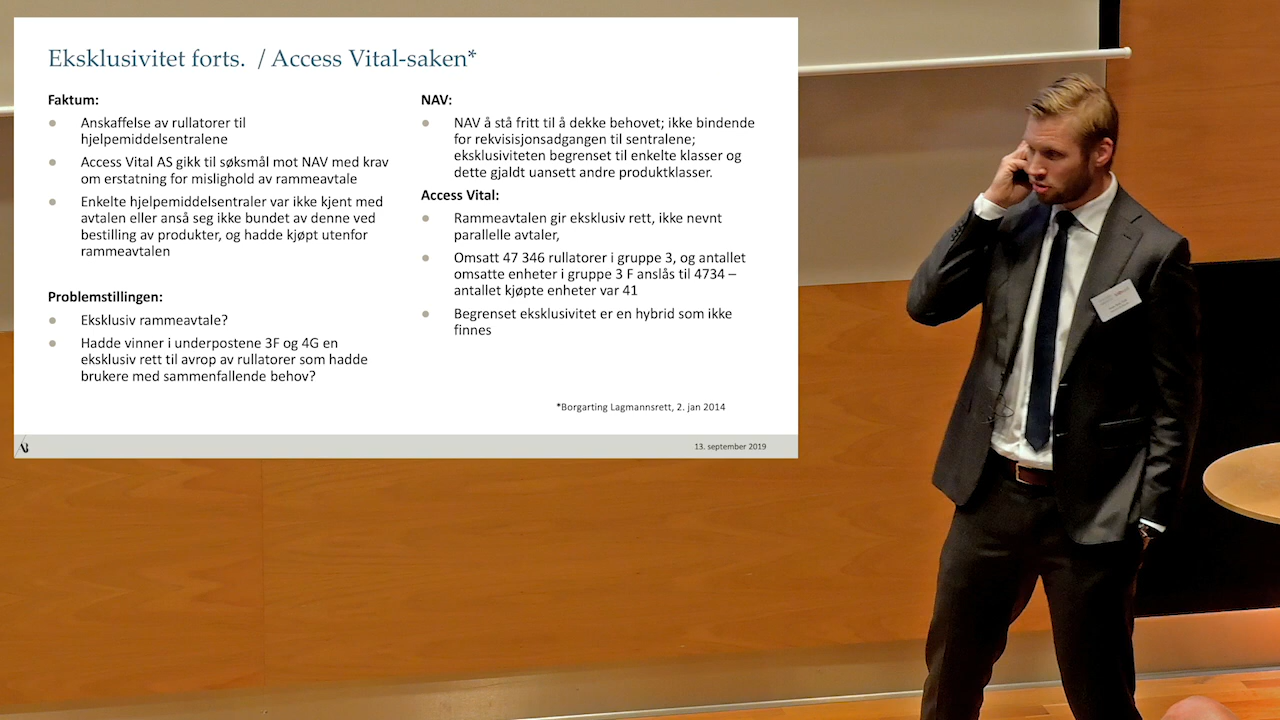 Eksklusivitet forts. / Access Vital-saken*
Faktum:
● Anskaffelse av rullatorer til
hjelpemiddelsentralene
● Access Vital AS gikk til søksmål mot NAV med krav
om erstatning for mislighold av rammeavtale
● Enkelte hjelpemiddelsentraler var ikke kjent med
avtalen eller anså seg ikke bundet av denne ved
bestilling av produkter, og hadde kjøpt utenfor
rammeavtalen
Problemstillingen:
● Eksklusiv rammeavtale?
● Hadde vinner i underpostene 3F og 4G en
eksklusiv rett til avrop av rullatorer som hadde
brukere med sammenfallende behov?
NAV:
● NAV å stå fritt til å dekke behovet; ikke bindende
for rekvisisjonsadgangen til sentralene;
eksklusiviteten begrenset til enkelte klasser og
dette gjaldt uansett andre produktklasser.
Access Vital:
● Rammeavtalen gir eksklusiv rett, ikke nevnt
parallelle avtaler,
● Omsatt 47 346 rullatorer i gruppe 3, og antallet
omsatte enheter i gruppe 3 F anslås til 4734 –
antallet kjøpte enheter var 41
● Begrenset eksklusivitet er en hybrid som ikke
finnes
*Borgarting Lagmannsrett, 2. jan 2014
13. september 2019